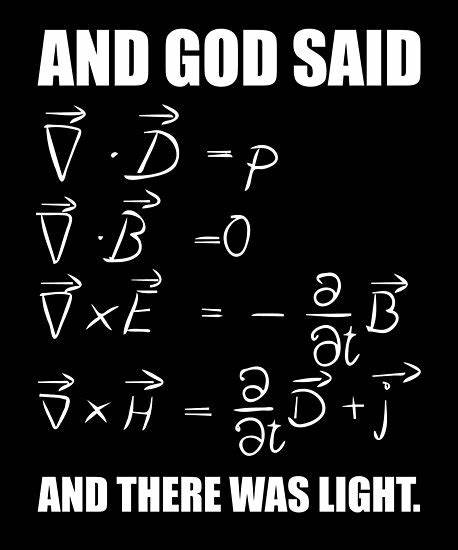 AND GOD SAID
∇⃗ · D⃗ = p
∇⃗ · B⃗ = 0
∇⃗ × E⃗ = − ∂/∂t B⃗
∇⃗ × H⃗ = ∂/∂t D⃗ + j⃗
AND THERE WAS LIGHT.